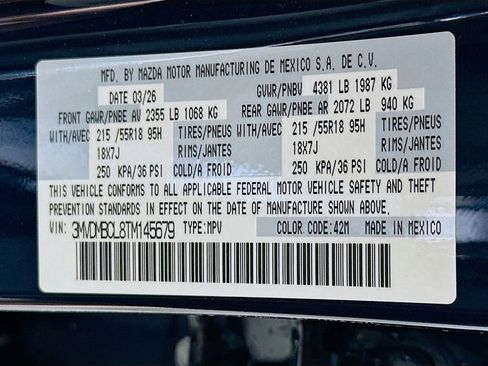 MFD. BY MAZDA MOTOR MANUFACTURING DE MEXICO S.A. DE C.V.
DATE 03/26 GVWR/PNBV 4381 LB 1987 KG
FRONT GAWR/PNBE AV 2355 LB 1068 KG REAR GAWR/PNBE AR 2072 LB 940 KG
WITH/AVEC 215 /55R18 95H TIRES/PNEUS WITH/AVEC 215 /55R18 95H TIRES/PNEUS
18X7J RIMS/JANTES 18X7J RIMS/JANTES
250 KPA/36 PSI COLD/A FROID 250 KPA/36 PSI COLD/A FROID
THIS VEHICLE CONFORMS TO ALL APPLICABLE FEDERAL MOTOR VEHICLE SAFETY AND THEFT
PREVENTION STANDARDS IN EFFECT ON THE DATE OF MANUFACTURE SHOWN ABOVE.
VIN: 3MVDMBCL8TM145679 TYPE:MPV COLOR CODE:42M MADE IN MEXICO